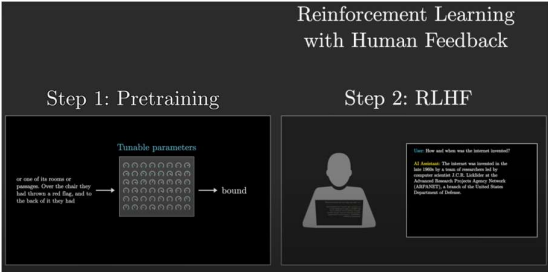 Reinforcement Learning
with Human Feedback
Step 1: Pretraining
Step 2: RLHF
Tunable parameters
or one of its rooms or
passages. Over the chair they
had thrown a red flag, and to
the back of it they had
bound
User: How and when was the internet invented?
AI Assistant: The internet was invented in the
late 1960s by a team of researchers led by
computer scientist J.C.R. Licklider at the
Advanced Research Projects Agency Network
(ARPANET), a branch of the United States
Department of Defense.